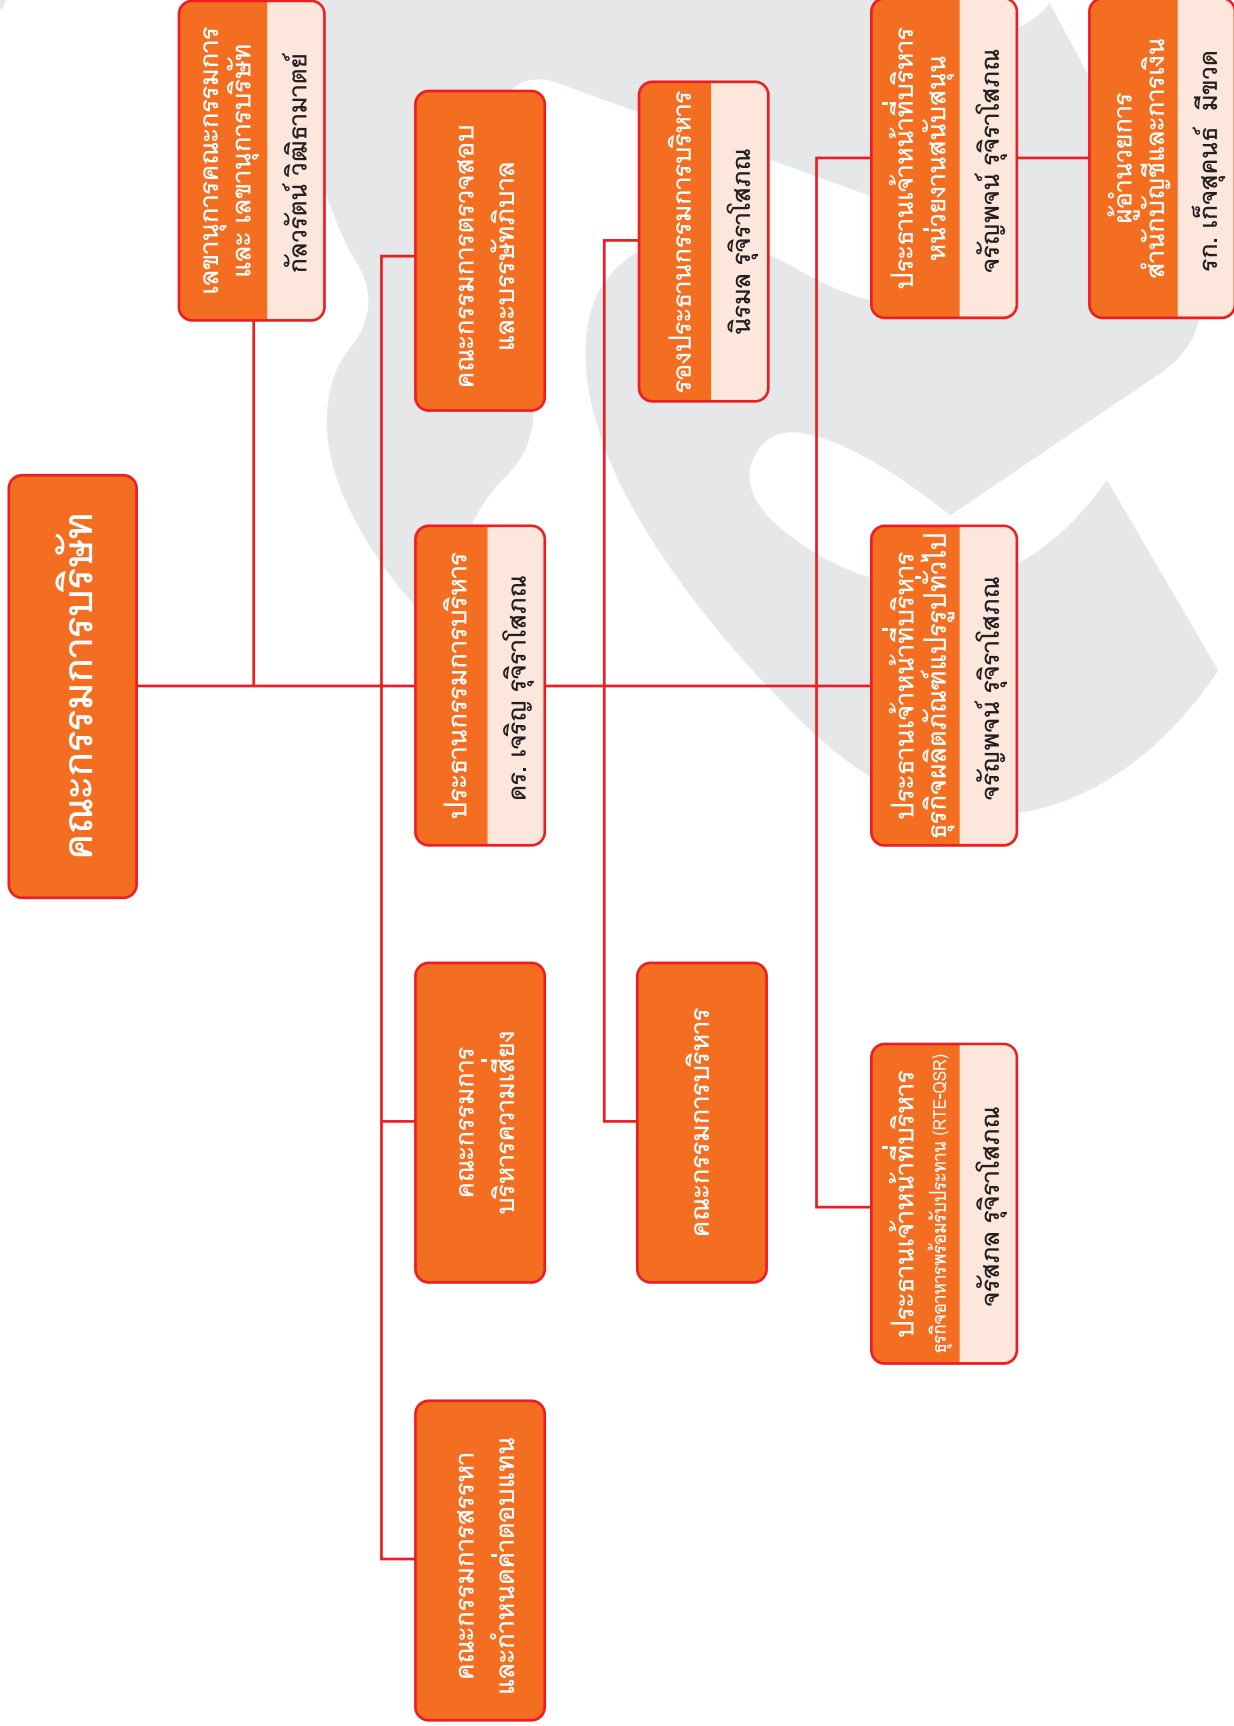 คณะกรรมการบริษัท
เลขานุการคณะกรรมการ
และ เลขานุการบริษัท
กัลวรัตน์ วิฒิธามาตย์
คณะกรรมการสรรหา
และกำหนดค่าตอบแทน
คณะกรรมการ
บริหารความเสี่ยง
ประธานกรรมการบริหาร
ดร. เจริญ รุจิราโสภณ
คณะกรรมการตรวจสอบ
และบรรษัทภิบาล
คณะกรรมการบริหาร
รองประธานกรรมการบริหาร
นิรมล รุจิราโสภณ
ประธานเจ้าหน้าที่บริหาร
ธุรกิจอาหารพร้อมรับประทาน (RTE-QSR)
จรัสภล รุจิราโสภณ
ประธานเจ้าหน้าที่บริหาร
ธุรกิจผลิตภัณฑ์แปรรูปทั่วไป
จรัญพจน์ รุจิราโสภณ
ประธานเจ้าหน้าที่บริหาร
หน่วยงานสนับสนุน
จรัญพจน์ รุจิราโสภณ
ผู้อำนวยการ
สำนักบัญชีและการเงิน
รก. เก็จสุคนธ์ มีขวด